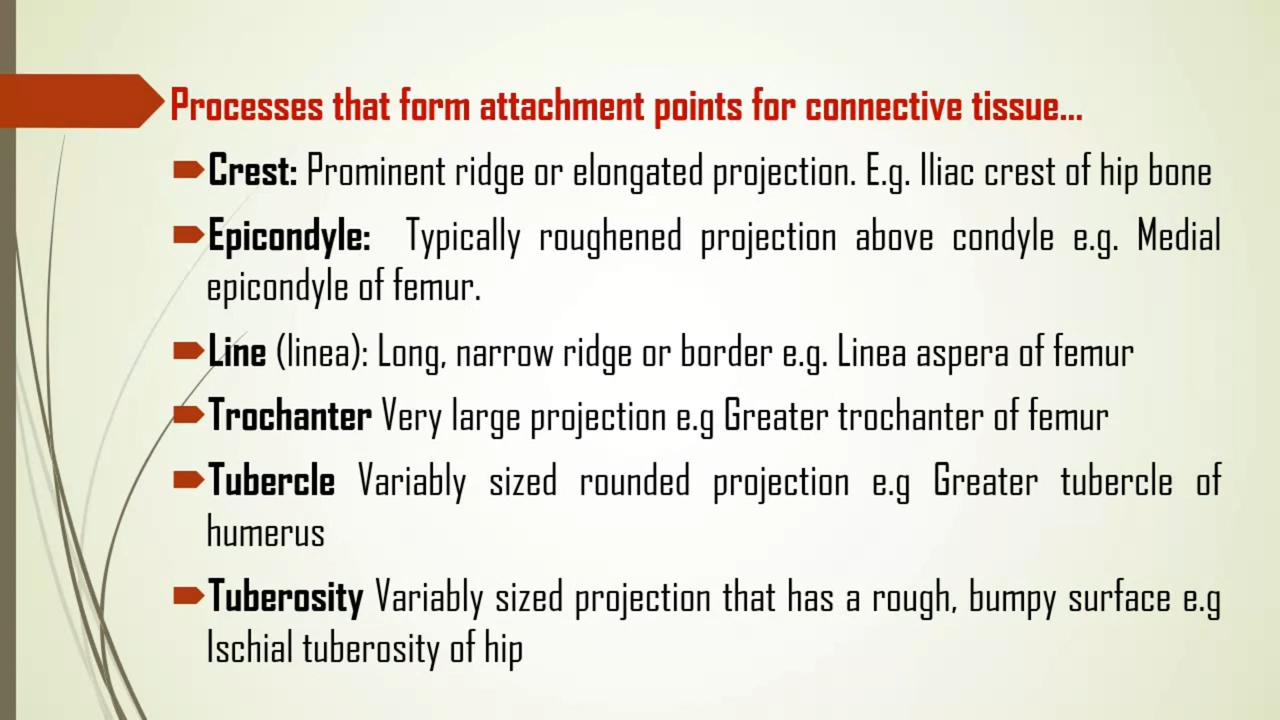 Processes that form attachment points for connective tissue...
Crest: Prominent ridge or elongated projection. E.g. Iliac crest of hip bone
Epicondyle: Typically roughened projection above condyle e.g. Medial
epicondyle of femur.
Line (linea): Long, narrow ridge or border e.g. Linea aspera of femur
Trochanter Very large projection e.g Greater trochanter of femur
Tubercle Variably sized rounded projection e.g Greater tubercle of
humerus
Tuberosity Variably sized projection that has a rough, bumpy surface e.g
Ischial tuberosity of hip